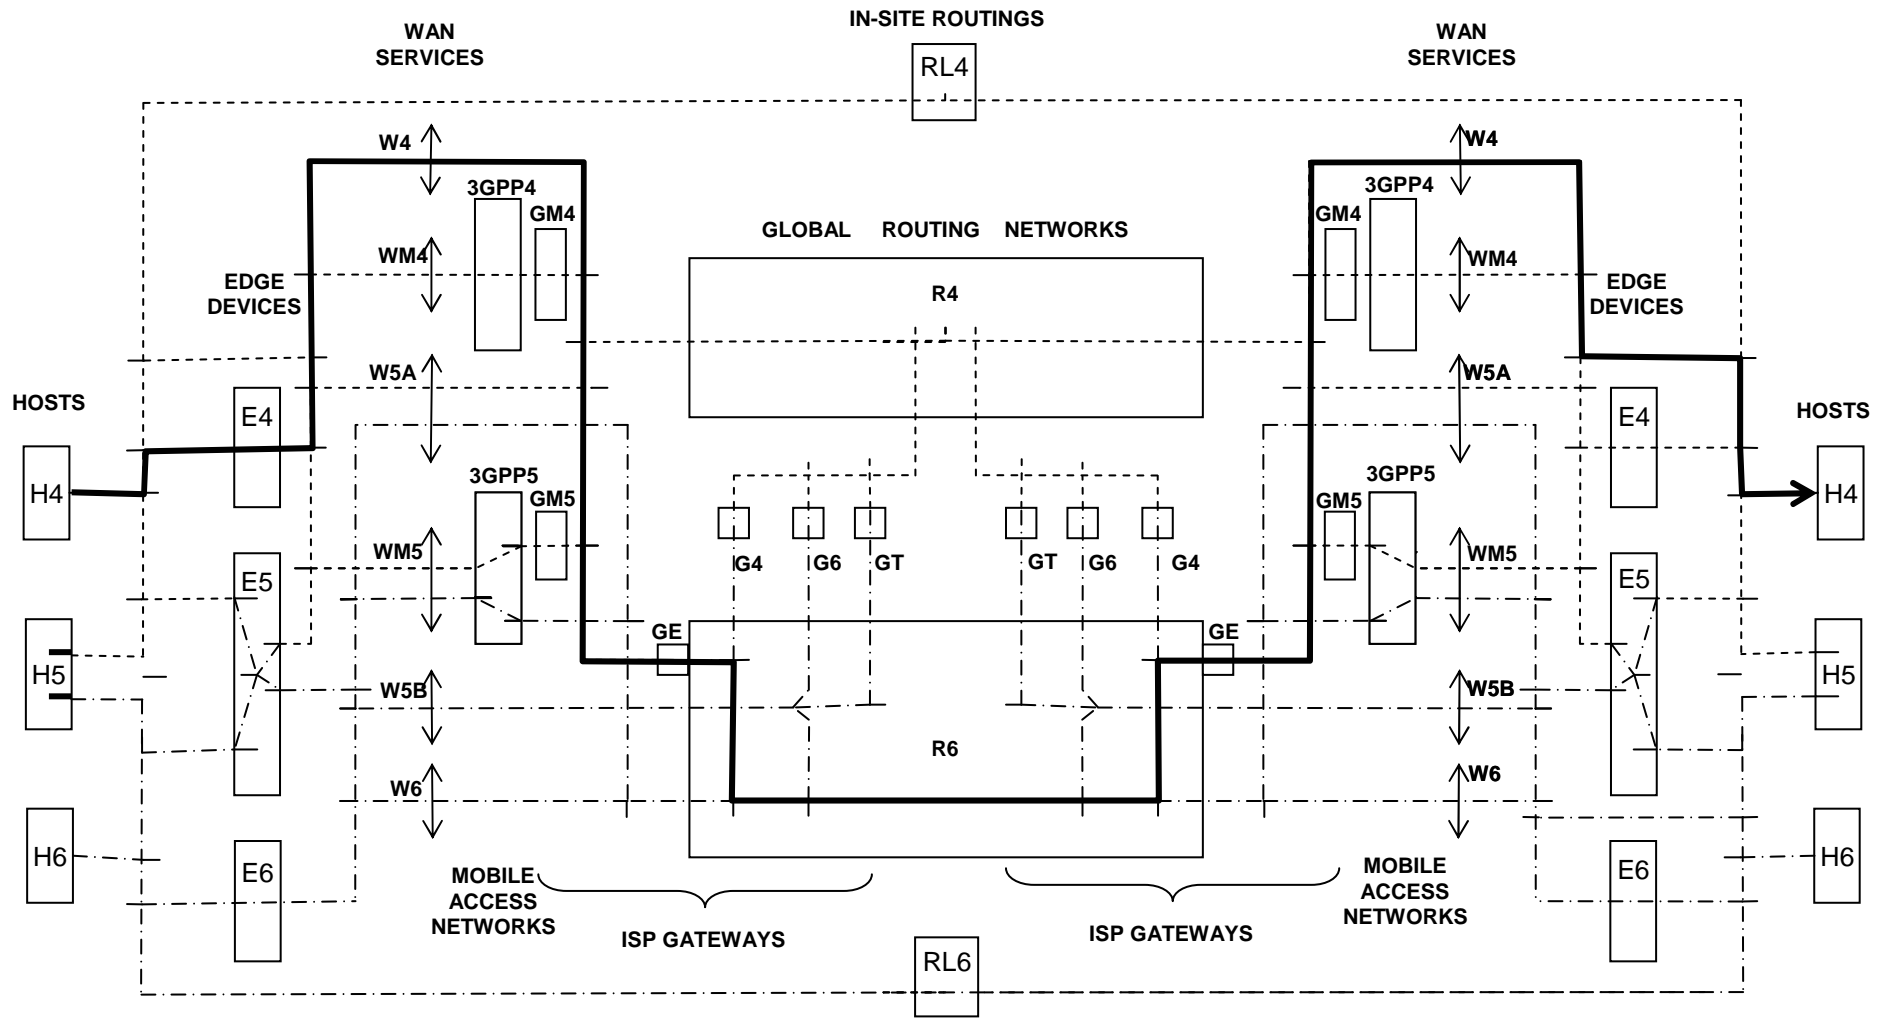 IN-SITE ROUTINGS
WAN
SERVICES
WAN
SERVICES
RL4
W4
W4
3GPP4
3GPP4
GM4
GM4
GLOBAL ROUTING NETWORKS
WM4
WM4
EDGE
DEVICES
EDGE
DEVICES
R4
W5A
W5A
HOSTS
HOSTS
E4
E4
3GPP5
3GPP5
H4
H4
GM5
GM5
WM5
WM5
G4
G6
GT
GT
G6
G4
E5
E5
GE
GE
H5
H5
W5B
W5B
R6
W6
W6
H6
H6
E6
E6
MOBILE
ACCESS
NETWORKS
MOBILE
ACCESS
NETWORKS
ISP GATEWAYS
ISP GATEWAYS
RL6